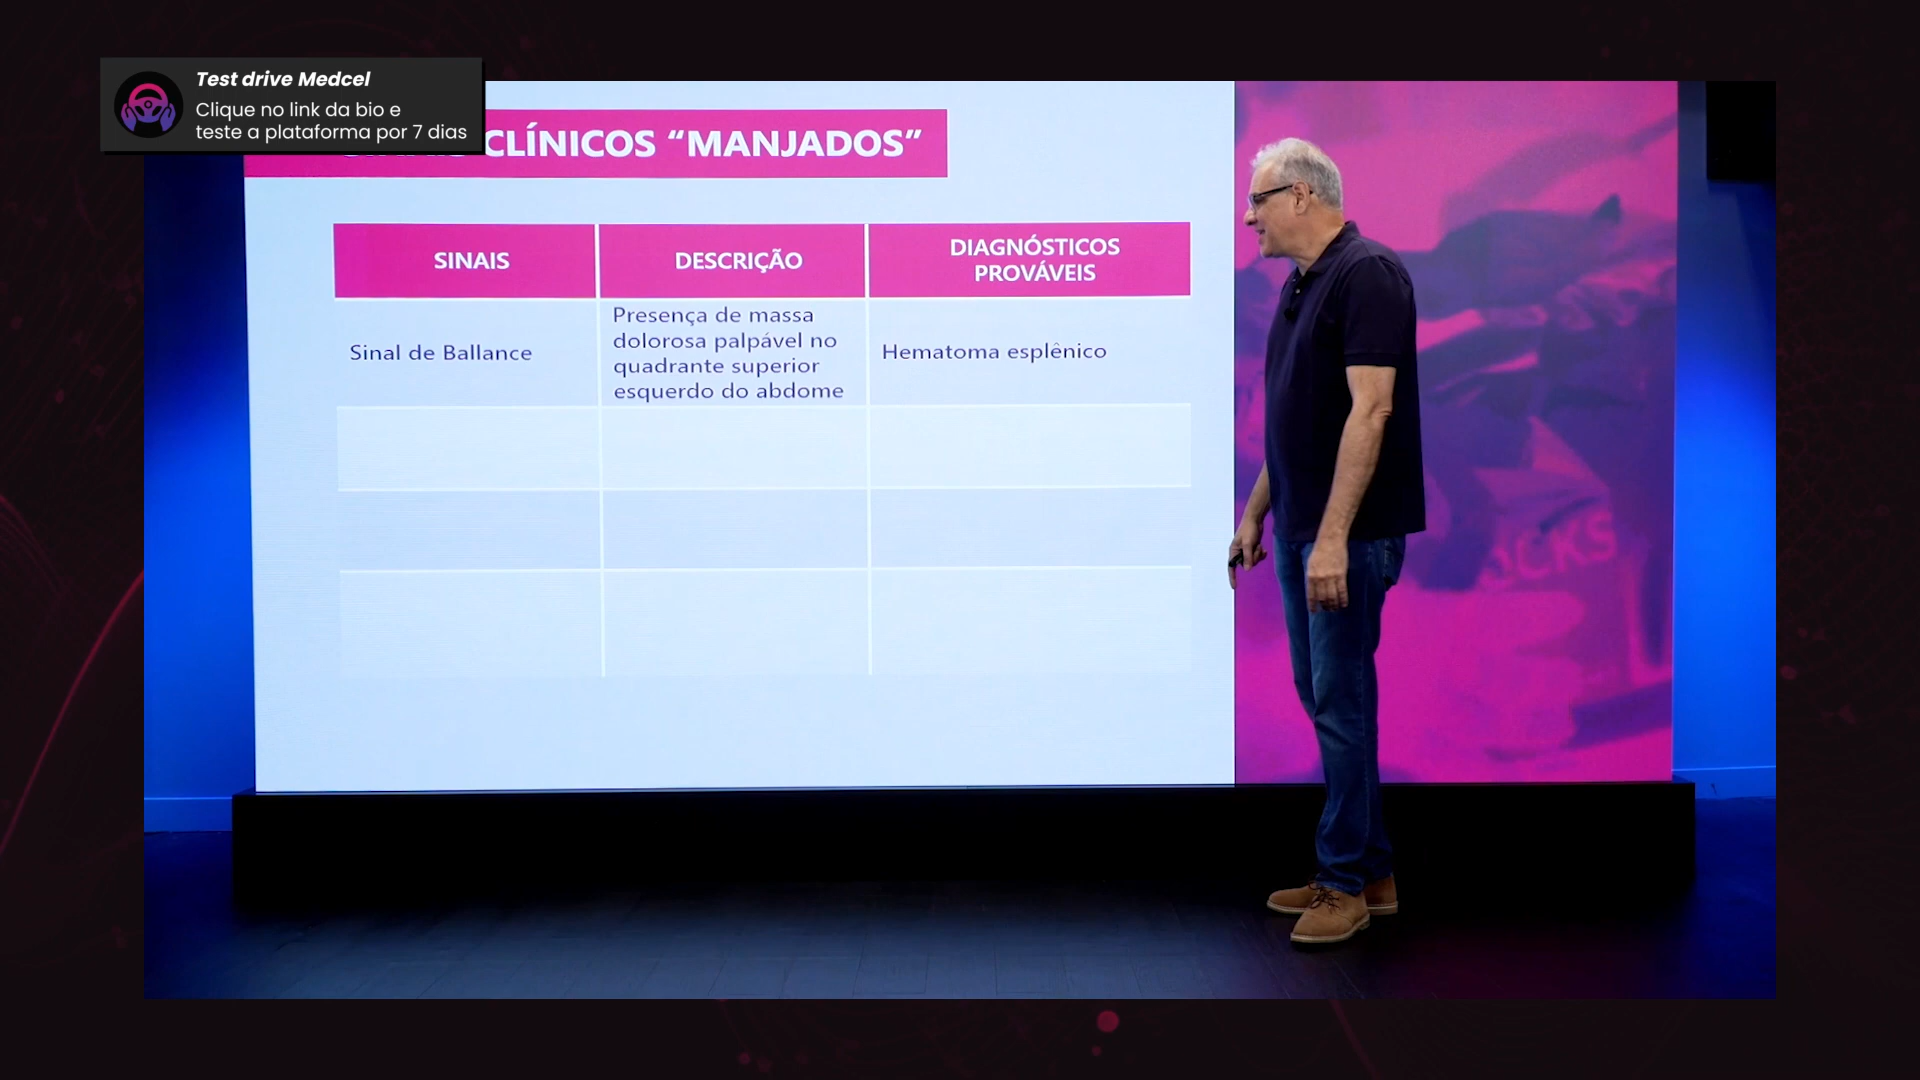 Test drive Medcel
Clique no link da bio e
teste a plataforma por 7 dias
CLÍNICOS “MANJADOS”
SINAIS
DESCRIÇÃO
DIAGNÓSTICOS
PROVÁVEIS
Sinal de Ballance
Presença de massa
dolorosa palpável no
quadrante superior
esquerdo do abdome
Hematoma esplênico